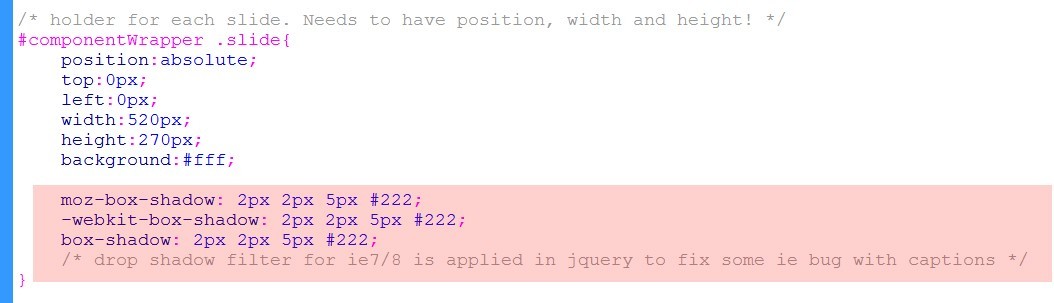 /* holder for each slide. Needs to have position, width and height! */
#componentWrapper .slide{
position:absolute;
top:0px;
left:0px;
width:520px;
height:270px;
background:#fff;
moz-box-shadow: 2px 2px 5px #222;
-webkit-box-shadow: 2px 2px 5px #222;
box-shadow: 2px 2px 5px #222;
/* drop shadow filter for ie7/8 is applied in jquery to fix some ie bug with captions */
}